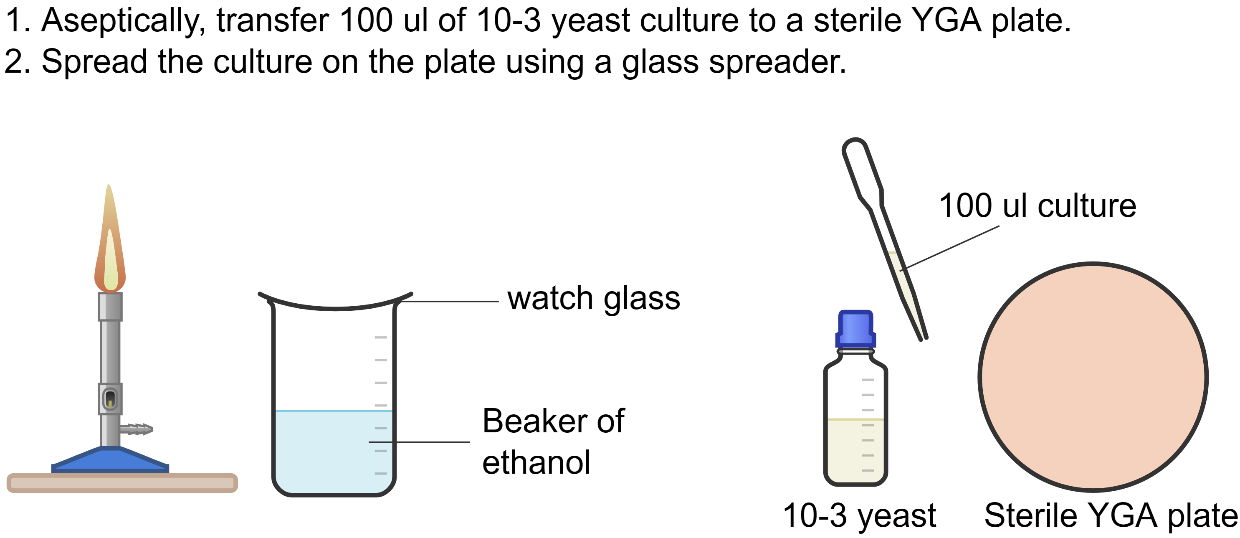 1. Aseptically, transfer 100 ul of 10-3 yeast culture to a sterile YGA plate.
2. Spread the culture on the plate using a glass spreader.
100 ul culture
watch glass
Beaker of
ethanol
10-3 yeast
Sterile YGA plate